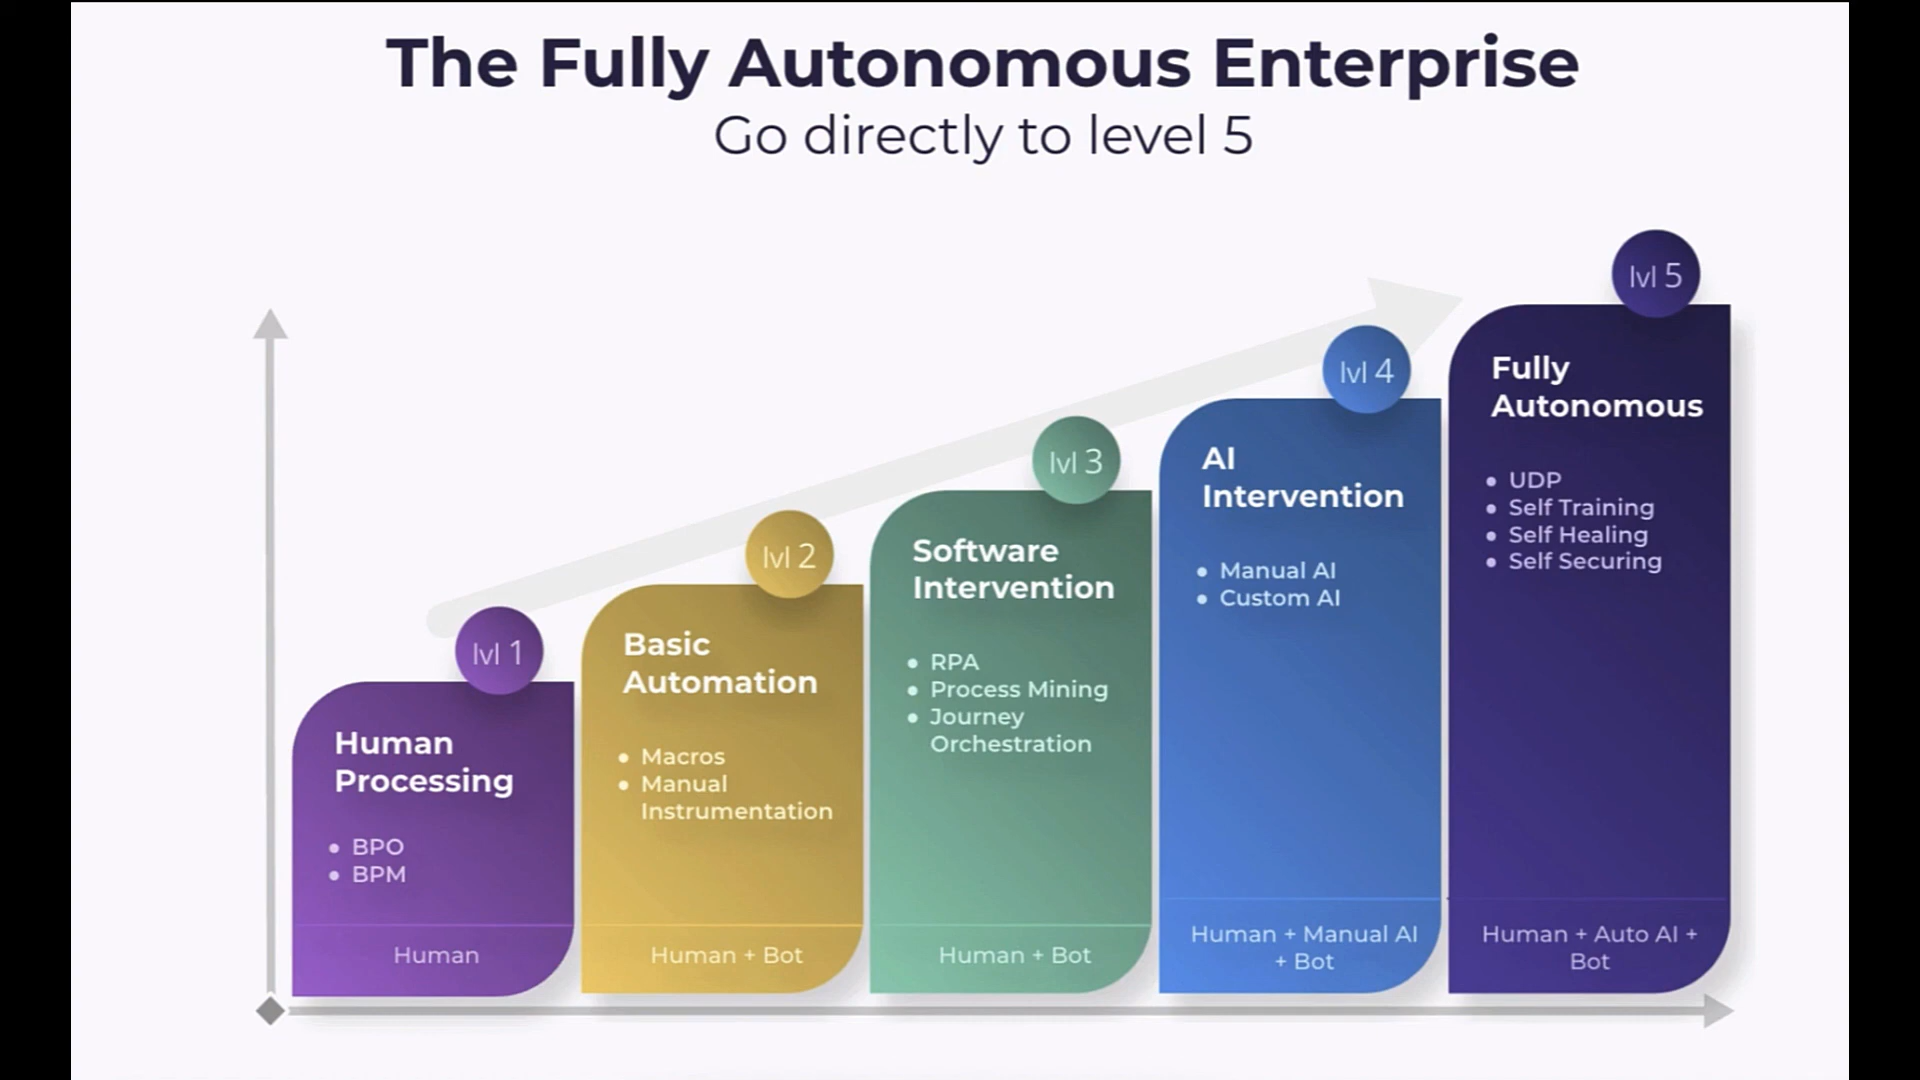 The Fully Autonomous Enterprise
Go directly to level 5
lvl 1
Human
Processing
BPO
BPM
Human
lvl 2
Basic
Automation
Macros
Manual
Instrumentation
Human + Bot
lvl 3
Software
Intervention
RPA
Process Mining
Journey
Orchestration
Human + Bot
lvl 4
AI
Intervention
Manual AI
Custom AI
Human + Manual AI
+ Bot
lvl 5
Fully
Autonomous
UDP
Self Training
Self Healing
Self Securing
Human + Auto AI +
Bot